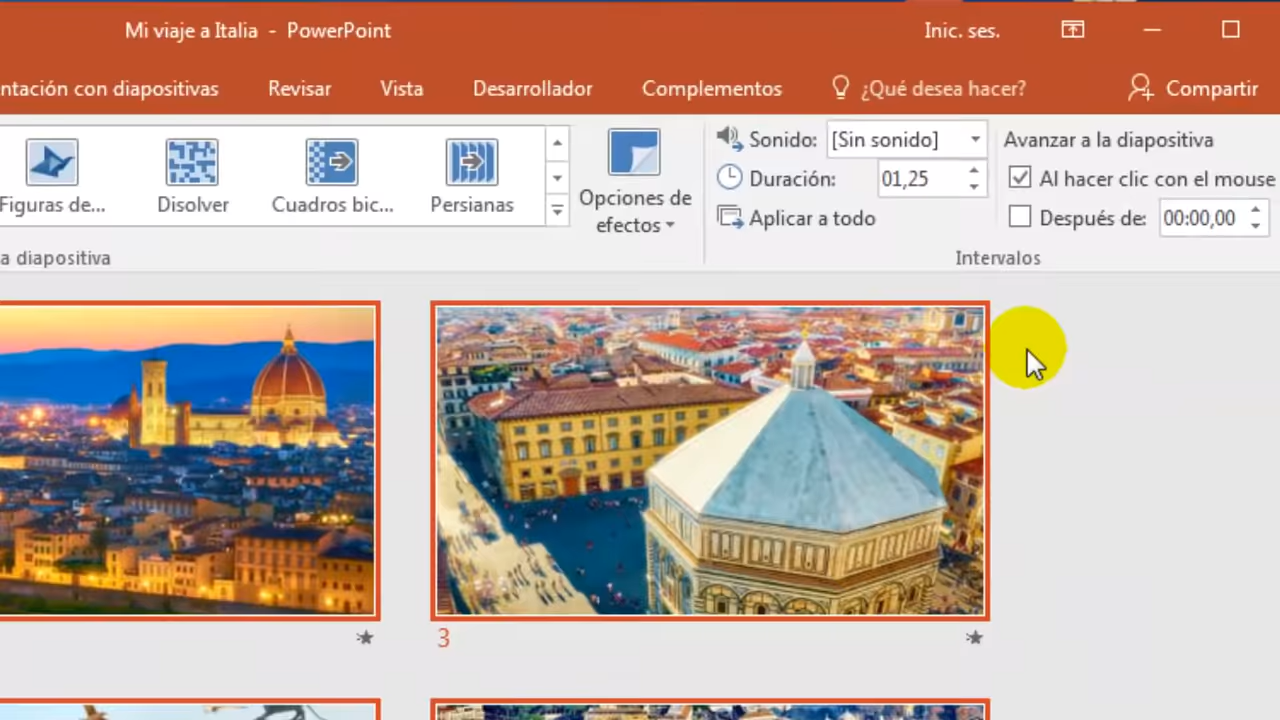 Mi viaje a Italia - PowerPoint
Inic. ses.
ntación con diapositivas
Revisar
Vista
Desarrollador
Complementos
¿Qué desea hacer?
Compartir
Figuras de...
Disolver
Cuadros bic...
Persianas
Opciones de
efectos
Sonido: [Sin sonido]
Duración: 01,25
Aplicar a todo
Avanzar a la diapositiva
Al hacer clic con el mouse
Después de: 00:00,00
a diapositiva
Intervalos
3